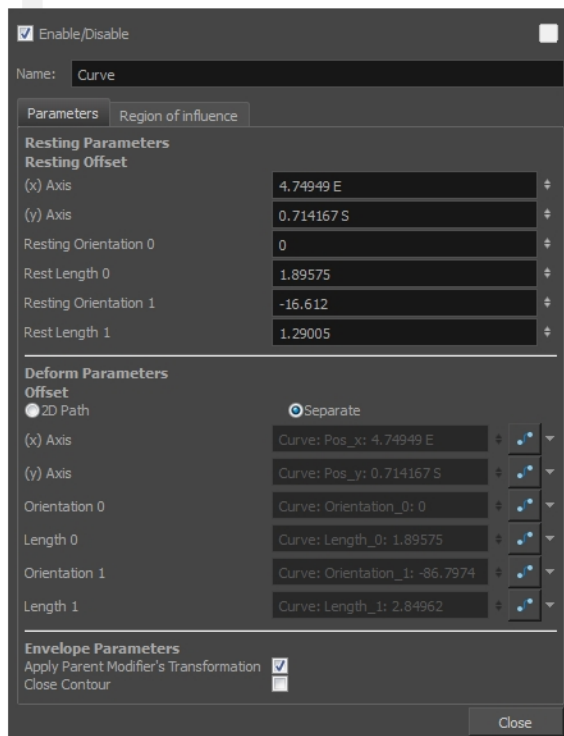 Enable/Disable
Name: Curve
Parameters Region of influence
Resting Parameters
Resting Offset
(x) Axis 4.74949 E
(y) Axis 0.714167 S
Resting Orientation 0 0
Rest Length 0 1.89575
Resting Orientation 1 -16.612
Rest Length 1 1.29005
Deform Parameters
Offset
2D Path Separate
(x) Axis Curve: Pos_x: 4.74949 E
(y) Axis Curve: Pos_y: 0.714167 S
Orientation 0 Curve: Orientation_0: 0
Length 0 Curve: Length_0: 1.89575
Orientation 1 Curve: Orientation_1: -86.7974
Length 1 Curve: Length_1: 2.84962
Envelope Parameters
Apply Parent Modifier's Transformation
Close Contour
Close